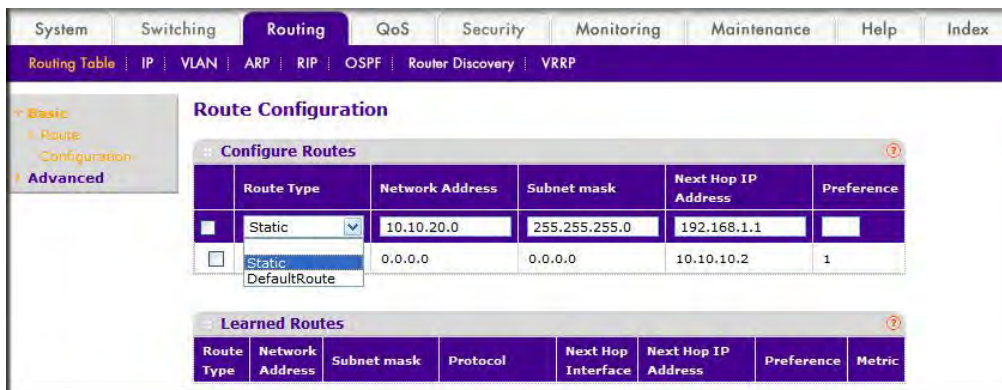 System Switching Routing QoS Security Monitoring Maintenance Help Index
Routing Table IP VLAN ARP RIP OSPF Router Discovery VRRP
Basic
Route
Configuration
Advanced
Route Configuration
Configure Routes
Route Type Network Address Subnet mask Next Hop IP Address Preference
Static 10.10.20.0 255.255.255.0 192.168.1.1
Static
DefaultRoute
0.0.0.0 0.0.0.0 10.10.10.2 1
Learned Routes
Route Type Network Address Subnet mask Protocol Next Hop Interface Next Hop IP Address Preference Metric